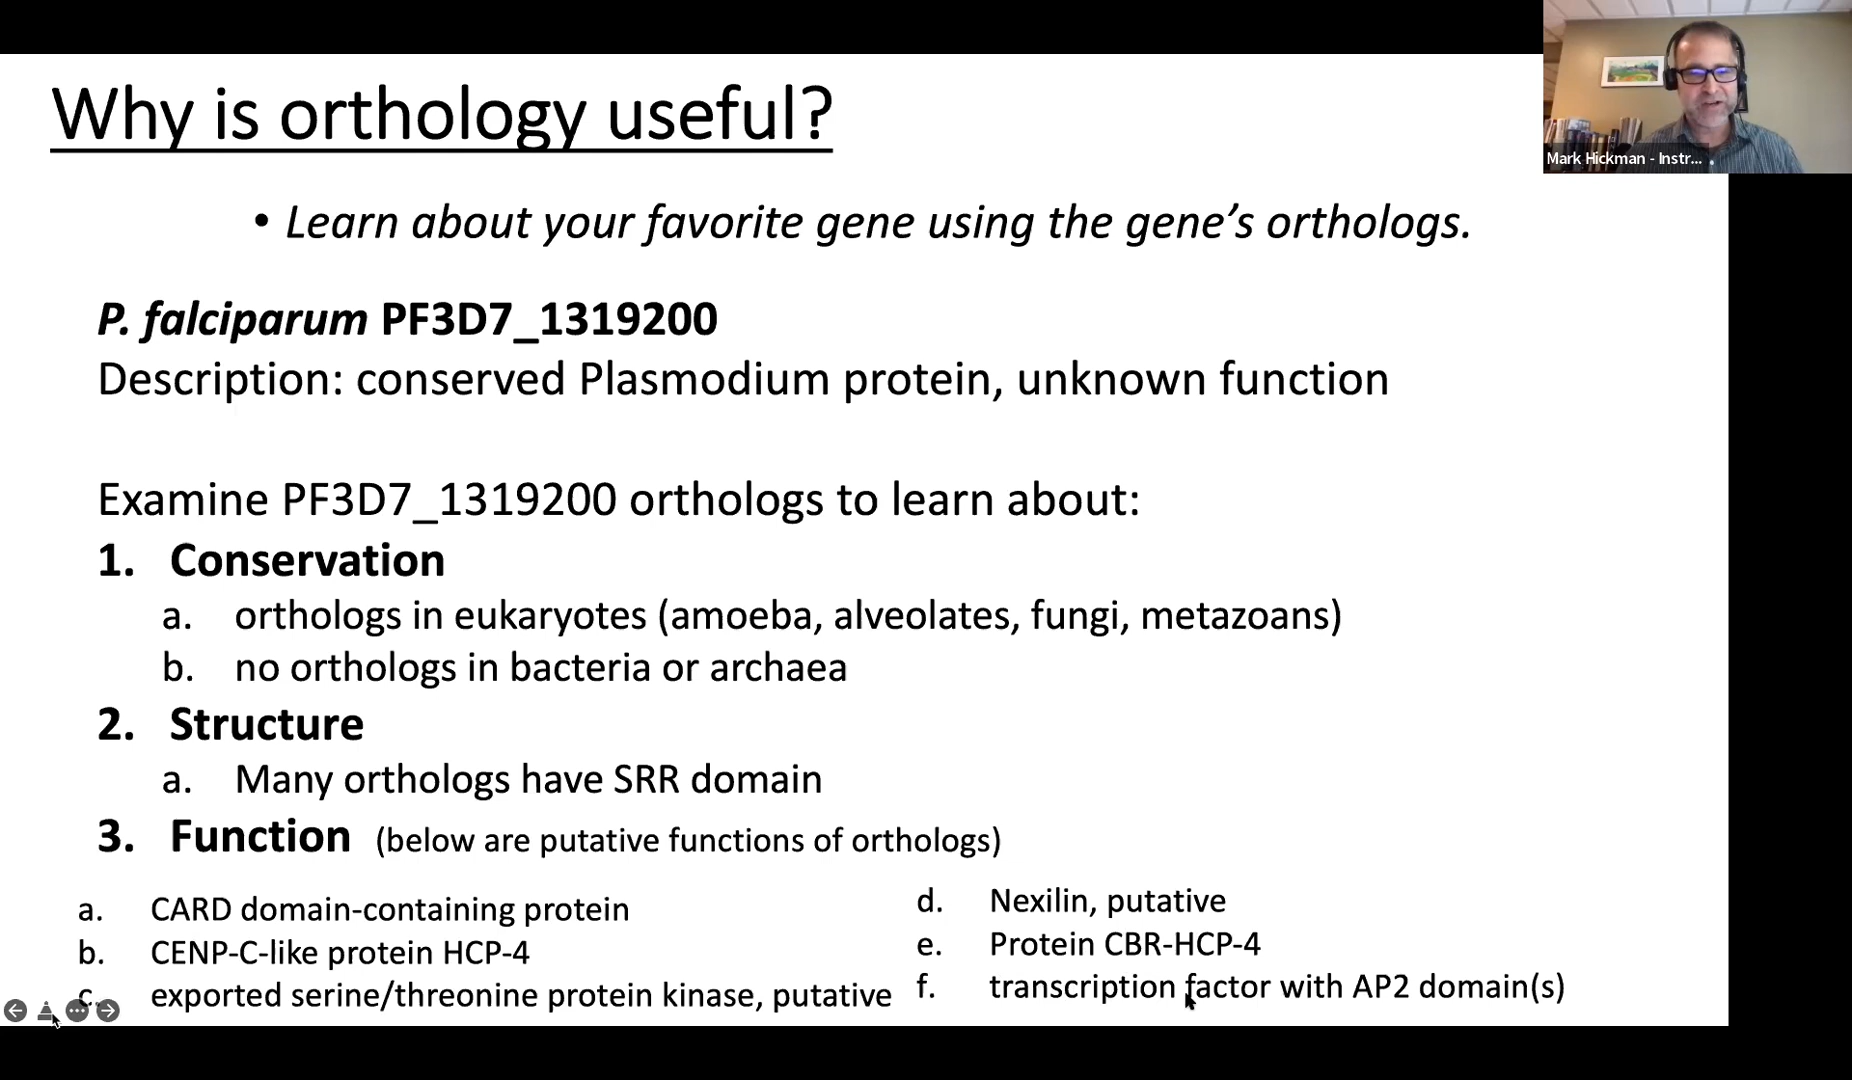 Why is orthology useful?
Mark Hickman - Instr...
• Learn about your favorite gene using the gene’s orthologs.
P. falciparum PF3D7_1319200
Description: conserved Plasmodium protein, unknown function
Examine PF3D7_1319200 orthologs to learn about:
1. Conservation
a. orthologs in eukaryotes (amoeba, alveolates, fungi, metazoans)
b. no orthologs in bacteria or archaea
2. Structure
a. Many orthologs have SRR domain
3. Function (below are putative functions of orthologs)
a. CARD domain-containing protein
b. CENP-C-like protein HCP-4
c. exported serine/threonine protein kinase, putative
d. Nexilin, putative
e. Protein CBR-HCP-4
f. transcription factor with AP2 domain(s)